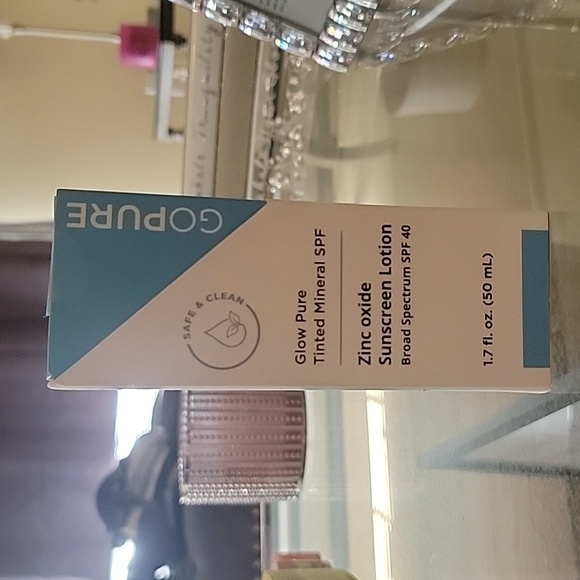 GOPURE
SAFE & CLEAN
Glow Pure
Tinted Mineral SPF
Zinc oxide
Sunscreen Lotion
Broad Spectrum SPF 40
1.7 fl. oz. (50 mL)
tranquility